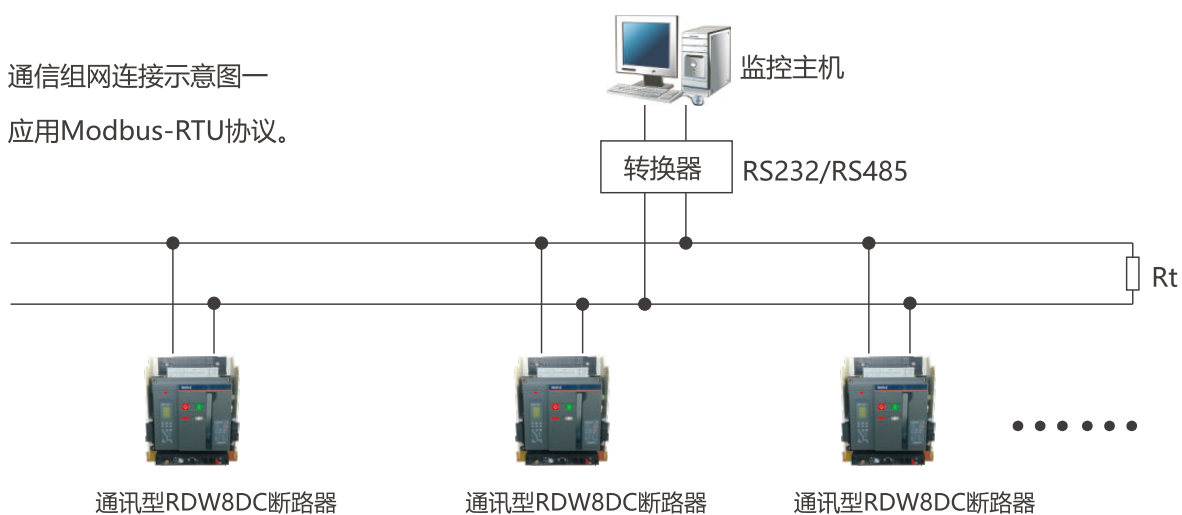 通信组网连接示意图一
应用Modbus-RTU协议。
监控主机
转换器
RS232/RS485
Rt
通讯型RDW8DC断路器
通讯型RDW8DC断路器
通讯型RDW8DC断路器